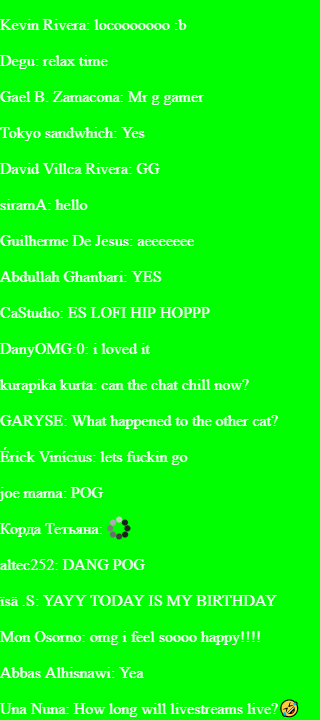 Kevin Rivera: locooooooo :b
Degu: relax time
Gael B. Zamacona: Mr g gamer
Tokyo sandwhich: Yes
David Villca Rivera: GG
siramA: hello
Guilherme De Jesus: aeeeeeee
Abdullah Ghanbari: YES
CaStudio: ES LOFI HIP HOPPP
DanyOMG:0: i loved it
kurapika kurta: can the chat chill now?
GARYSE: What happened to the other cat?
Érick Vinícius: lets fuckin go
joe mama: POG
Корда Тетьяна:
altec252: DANG POG
ïsä .S: YAYY TODAY IS MY BIRTHDAY
Mon Osorno: omg i feel soooo happy!!!!
Abbas Alhisnawi: Yea
Una Nuna: How long will livestreams live?🤣